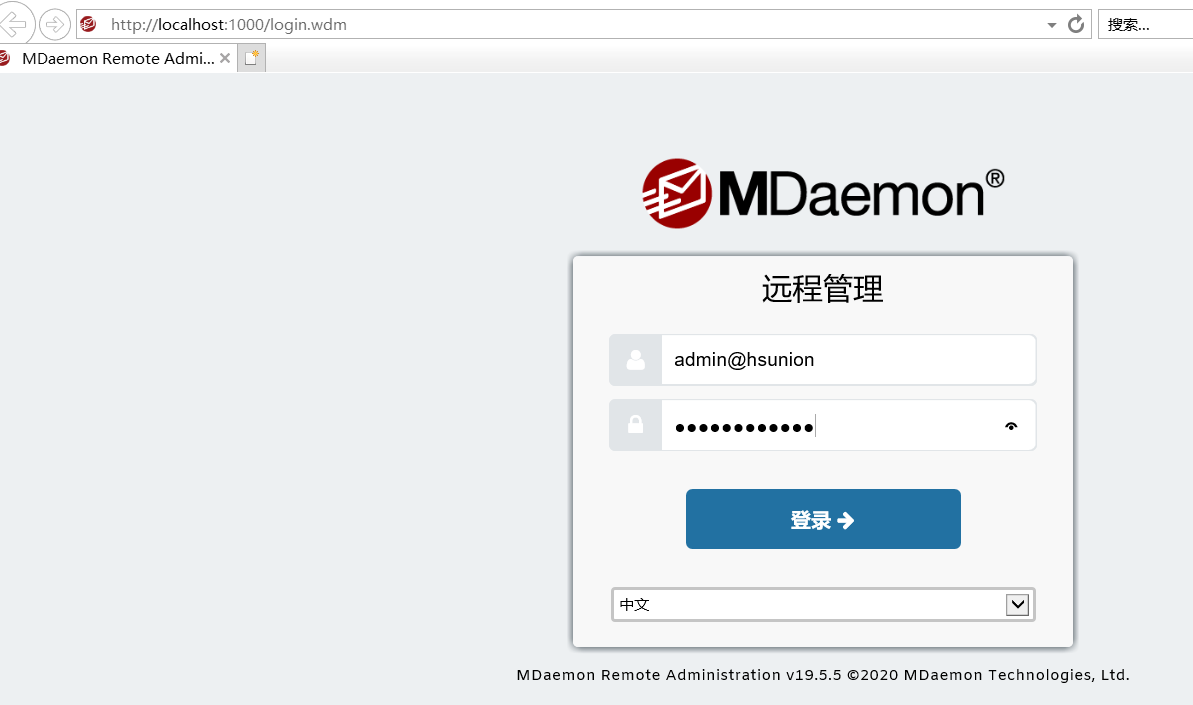 http://localhost:1000/login.wdm
搜索...
MDaemon Remote Admi...
MDaemon®
远程管理
admin@hsunion
●●●●●●●●●●●●
登录
中文
MDaemon Remote Administration v19.5.5 ©2020 MDaemon Technologies, Ltd.